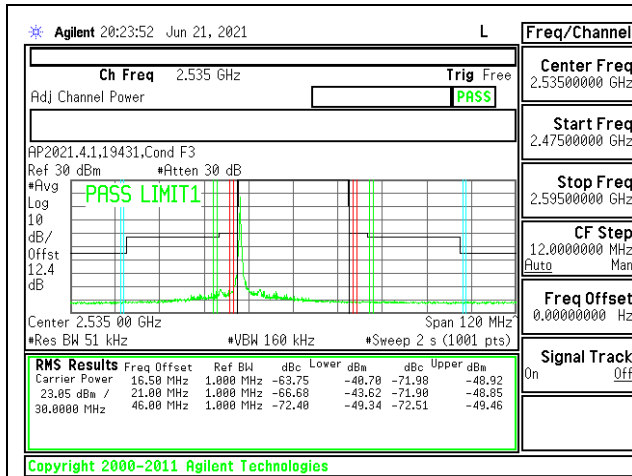 Agilent 20:23:52 Jun 21, 2021 L Freq/Channel
Ch Freq 2.535 GHz Trig Free
Adj Channel Power PASS
Center Freq
2.53500000 GHz
Start Freq
2.47500000 GHz
Stop Freq
2.59500000 GHz
CF Step
12.0000000 MHz
Auto Man
Freq Offset
0.00000000 Hz
Signal Track
On Off
AP2021.4.1,19431,Cond F3
Ref 30 dBm #Atten 30 dB
#Avg
Log
10
dB/
Offst
12.4
dB
PASS LIMIT1
Center 2.535 00 GHz Span 120 MHz^
#Res BW 51 kHz #VBW 160 kHz #Sweep 2 s (1001 pts)
RMS Results Freq Offset Ref BW dBc Lower dBm dBc Upper dBm
Carrier Power 16.50 MHz 1.000 MHz -63.75 -40.70 -71.98 -48.92
23.05 dBm / 21.00 MHz 1.000 MHz -66.68 -43.62 -71.90 -48.85
30.0000 MHz 46.00 MHz 1.000 MHz -72.40 -49.34 -72.51 -49.46
Copyright 2000-2011 Agilent Technologies